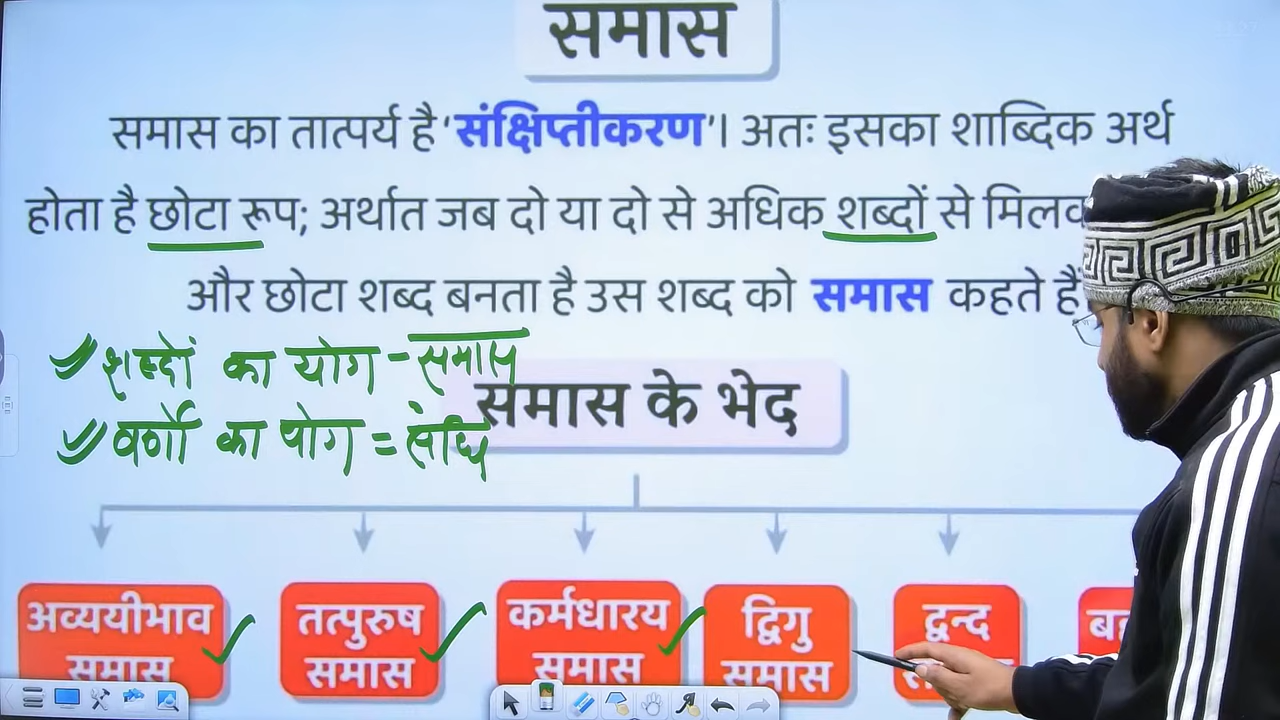 समास
समास का तात्पर्य है ‘संक्षिप्तीकरण’। अतः इसका शाब्दिक अर्थ
होता है छोटा रूप; अर्थात जब दो या दो से अधिक शब्दों से
और छोटा शब्द बनता है उस शब्द को समास कहते हैं
शब्दों का योग - समास
वर्णों का योग = संधि
समास के भेद
अव्ययीभाव समास
तत्पुरुष समास
कर्मधारय समास
द्विगु समास
द्वन्द